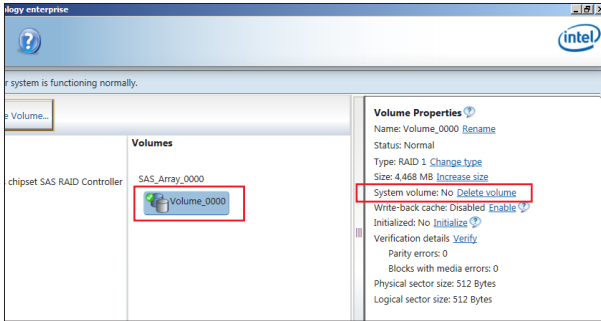 ology enterprise
intel
r system is functioning normally.
e Volume...
Volumes
chipset SAS RAID Controller
SAS_Array_0000
Volume_0000
Volume Properties
Name: Volume_0000 Rename
Status: Normal
Type: RAID 1 Change type
Size: 4,468 MB Increase size
System volume: No Delete volume
Write-back cache: Disabled Enable
Initialized: No Initialize
Verification details Verify
Parity errors: 0
Blocks with media errors: 0
Physical sector size: 512 Bytes
Logical sector size: 512 Bytes